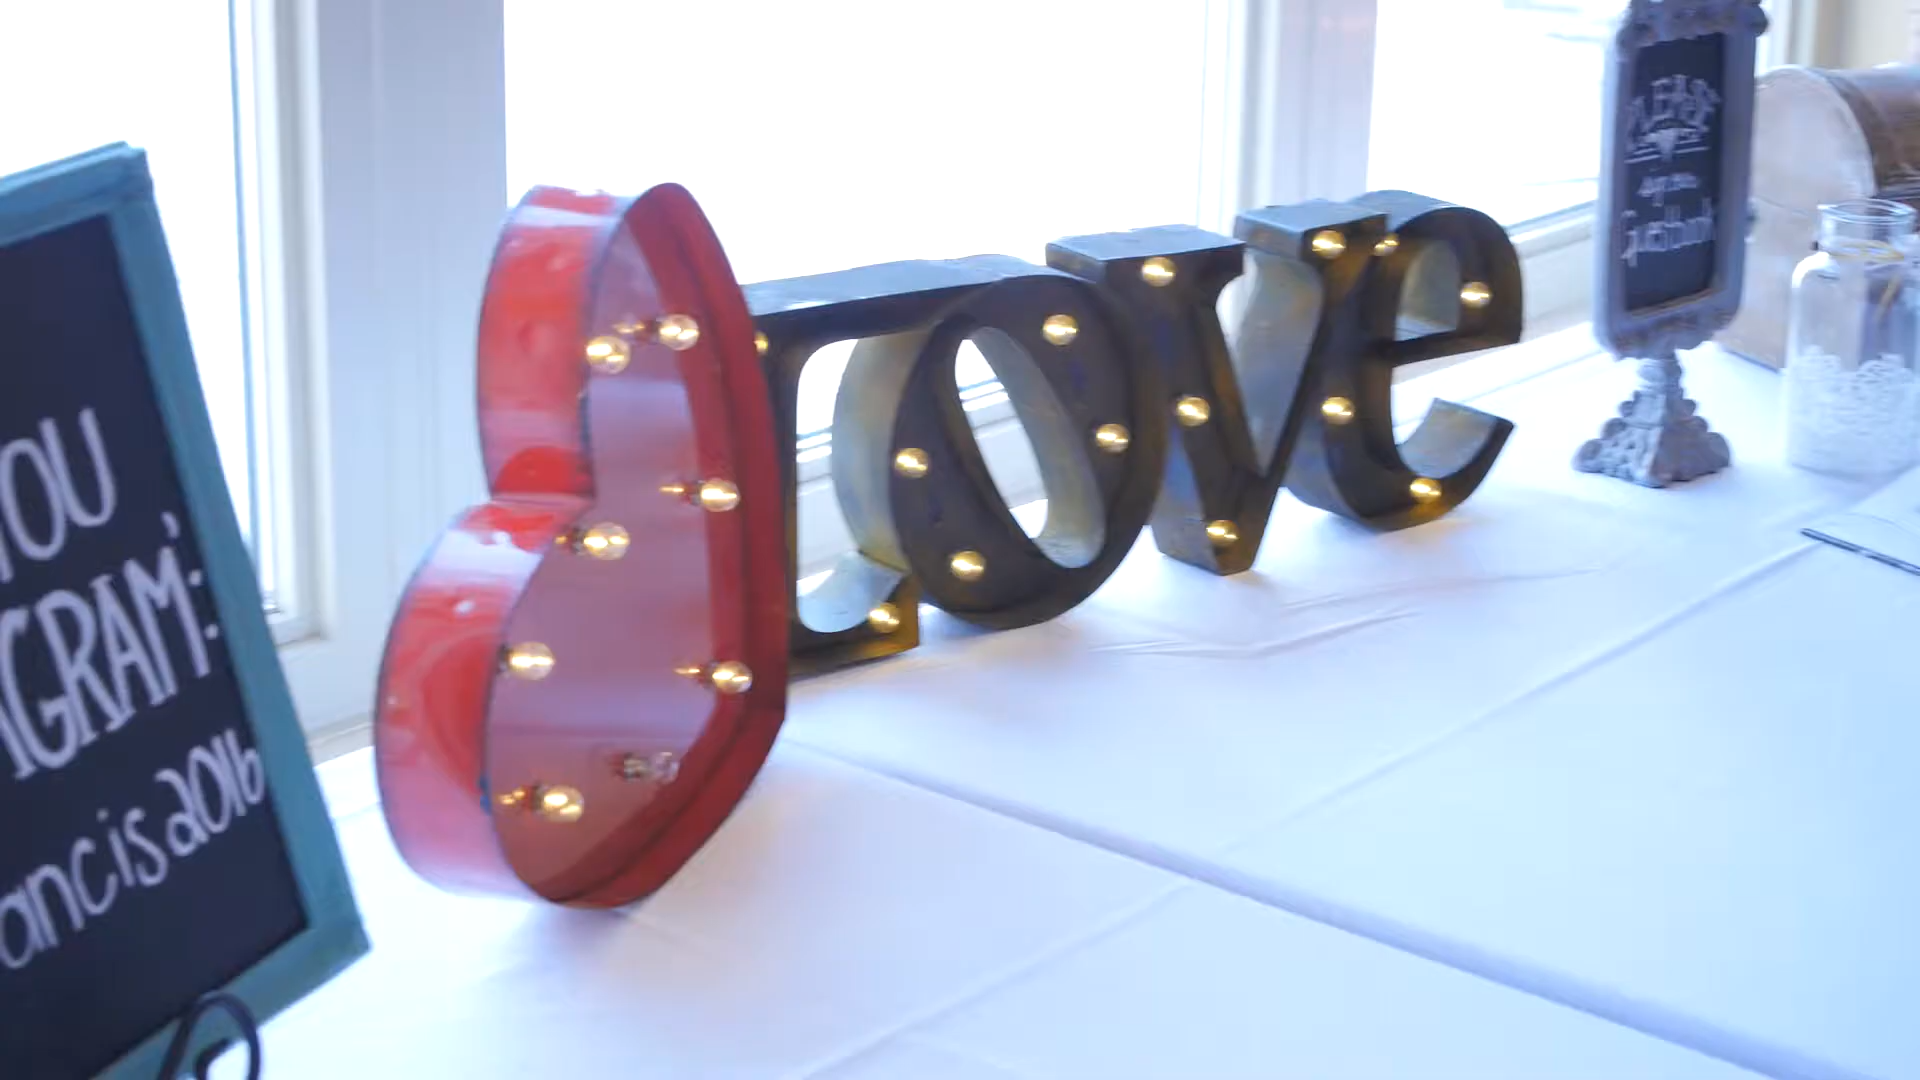 OU
GRAM:
ancis2016
Love
PLEASE
sign our
Guestbook